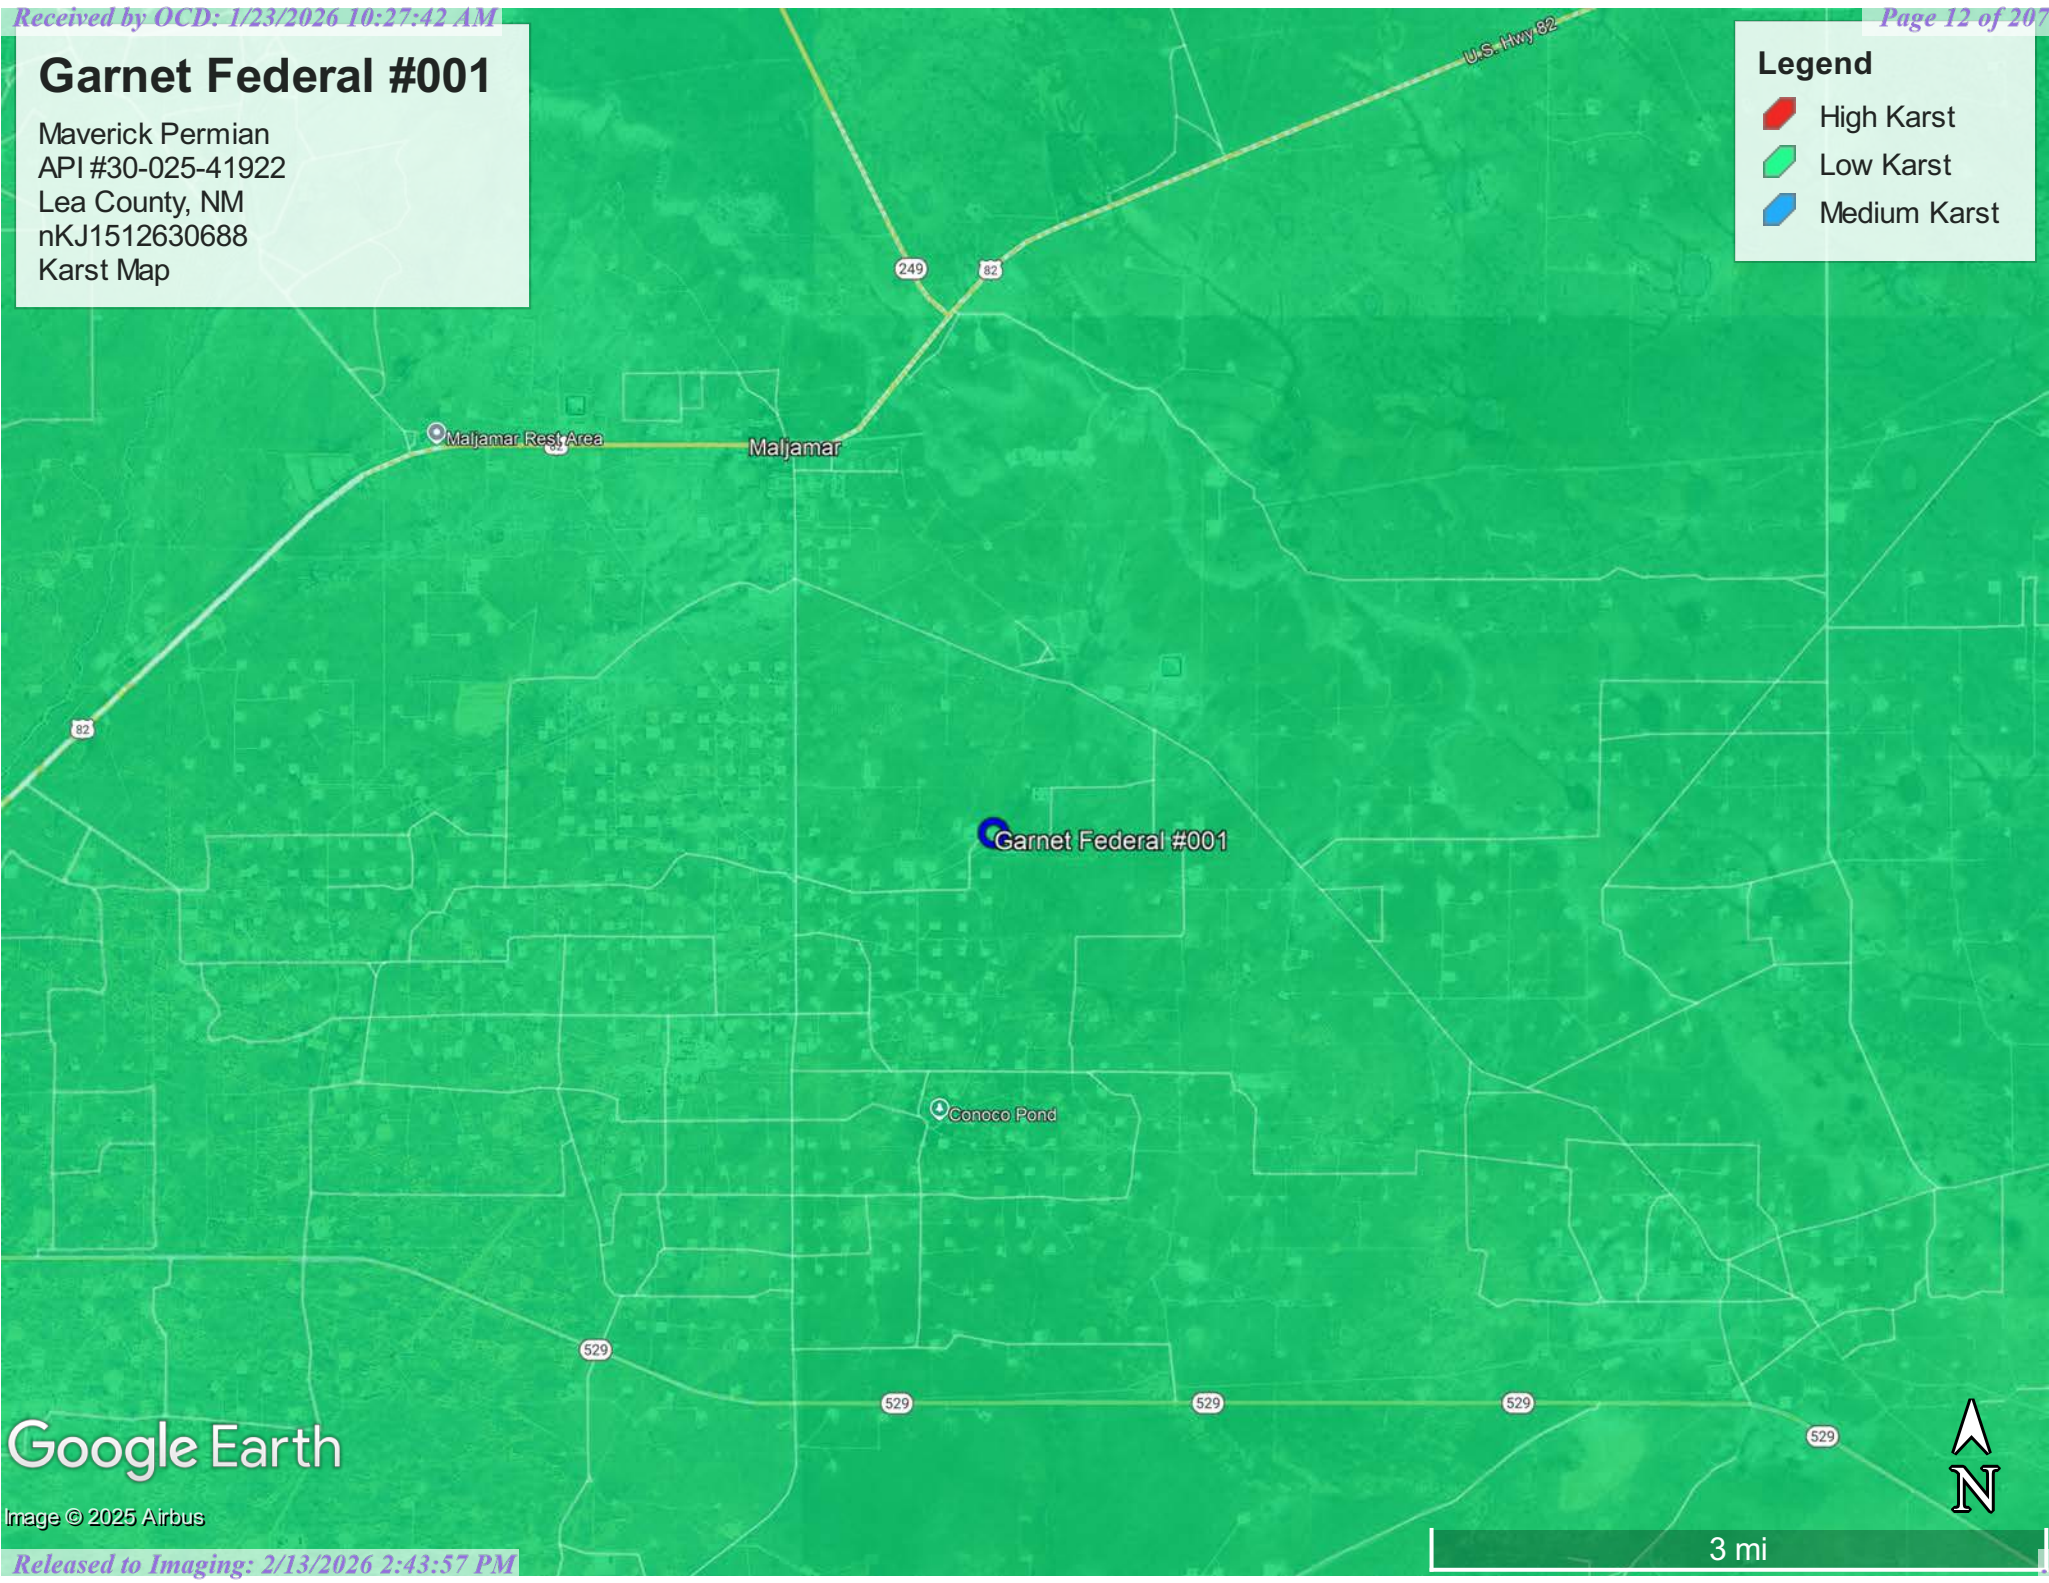 Received by OCD: 1/23/2026 10:27:42 AM
Page 12 of 207
Garnet Federal #001
Maverick Permian
API #30-025-41922
Lea County, NM
nKJ1512630688
Karst Map
Legend
High Karst
Low Karst
Medium Karst
U.S. Hwy 82
249
82
Maljamar Rest Area
82
Maljamar
82
Garnet Federal #001
Conoco Pond
529
529
529
529
529
Google Earth
N
Image © 2025 Airbus
3 mi
Released to Imaging: 2/13/2026 2:43:57 PM